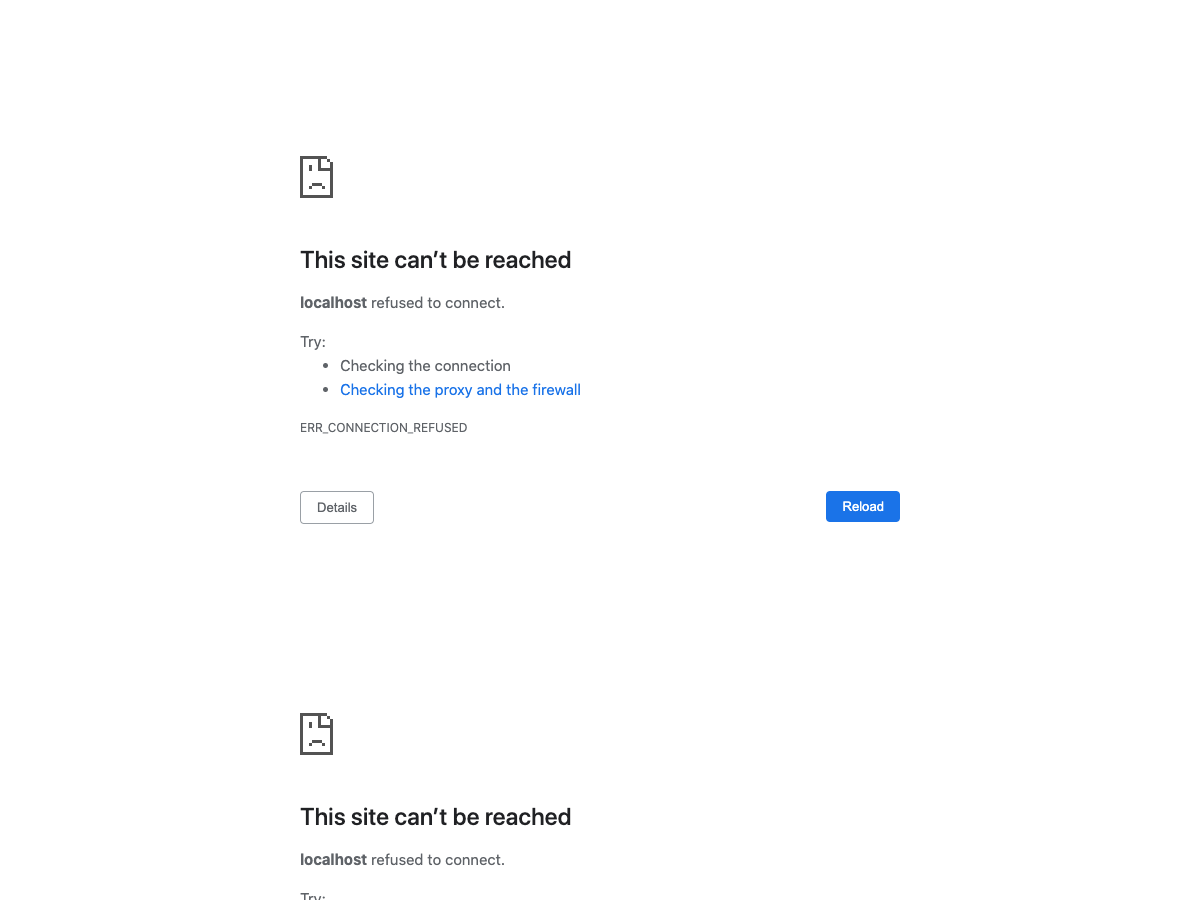 This site can’t be reached
localhost refused to connect.
Try:
Checking the connection
Checking the proxy and the firewall
ERR_CONNECTION_REFUSED
Details
Reload
This site can’t be reached
localhost refused to connect.
Try: